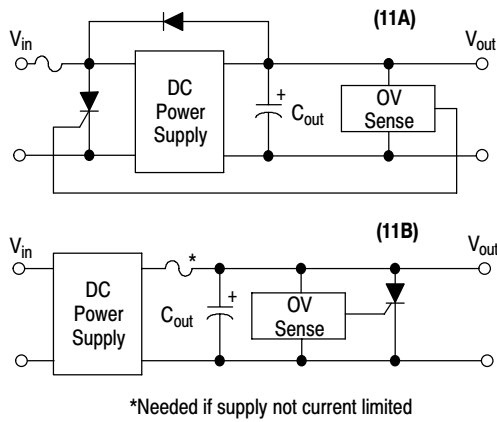 (11A)
Vin
Vout
DC
Power
Supply
+
Cout
OV
Sense
(11B)
Vin
*
Vout
DC
Power
Supply
+
Cout
OV
Sense
*Needed if supply not current limited